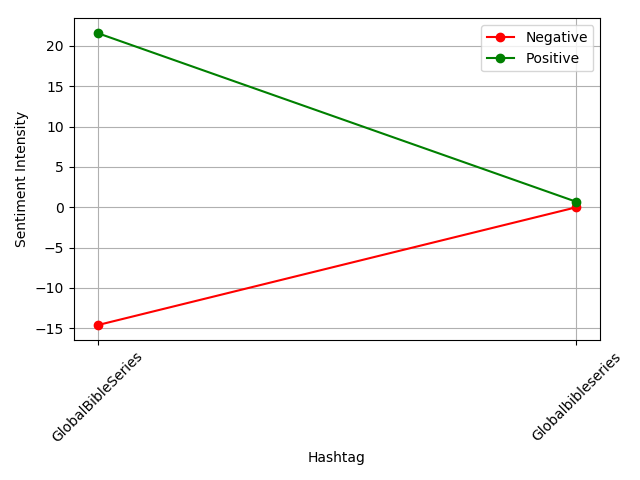 Negative
Positive
20
15
10
5
0
−5
−10
−15
Sentiment Intensity
GlobalBibleSeries
Globalbibleseries
Hashtag